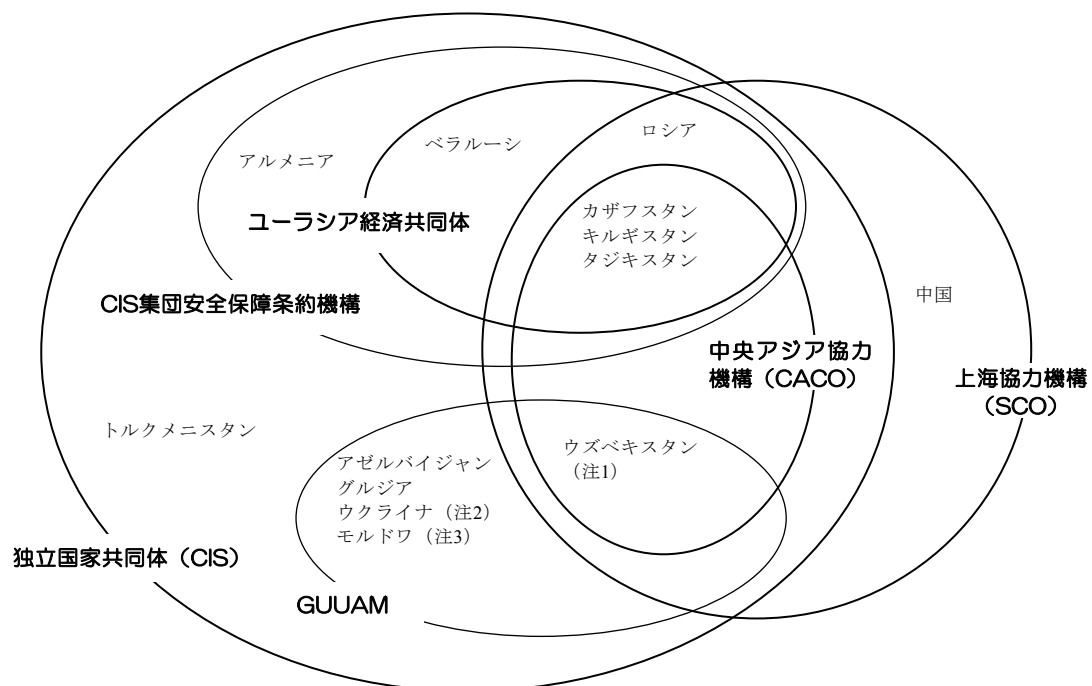 ロシア
ベラルーシ
アルメニア
カザフスタン
キルギスタン
タジキスタン
ユーラシア経済共同体
CIS集団安全保障条約機構
中国
中央アジア協力
機構（CACO）
上海協力機構
（SCO）
トルクメニスタン
ウズベキスタン
（注1）
アゼルバイジャン
グルジア
ウクライナ（注2）
モルドワ（注3）
独立国家共同体（CIS）
GUUAM